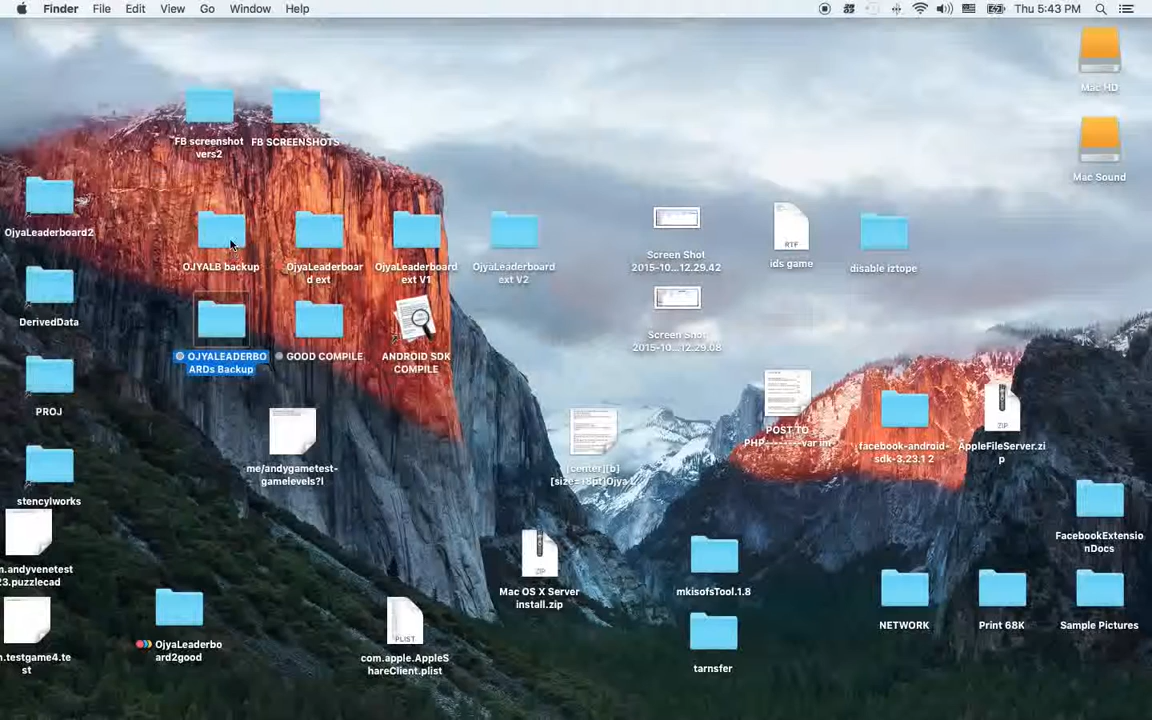 Finder File Edit View Go Window Help
Thu 5:43 PM
Mac HD
FB screenshot
vers2
FB SCREENSHOTS
Mac Sound
OjyaLeaderboard2
OJYALB backup
OjyaLeaderboar
d ext
OjyaLeaderboard
ext V1
OjyaLeaderboard
ext V2
Screen Shot
2015-10...12.29.42
RTF
ids game
disable iztope
DerivedData
OJYALEADERBO
ARDs Backup
GOOD COMPILE
ANDROID SDK
COMPILE
Screen Shot
2015-10...12.29.08
PROJ
me/andygametest-
gamelevels?l
[center][b]
POST TO
facebook-android-
sdk-3.23.1 2
ZIP
AppleFileServer.zi
p
stencylworks
FacebookExtensio
nDocs
m.andyvenetest
23.puzzlecad
ZIP
Mac OS X Server
install.zip
mkisofsTool.1.8
NETWORK
Print 68K
Sample Pictures
n.testgame4.te
st
OjyaLeaderbo
ard2good
PLIST
com.apple.AppleS
hareClient.plist
tarnsfer